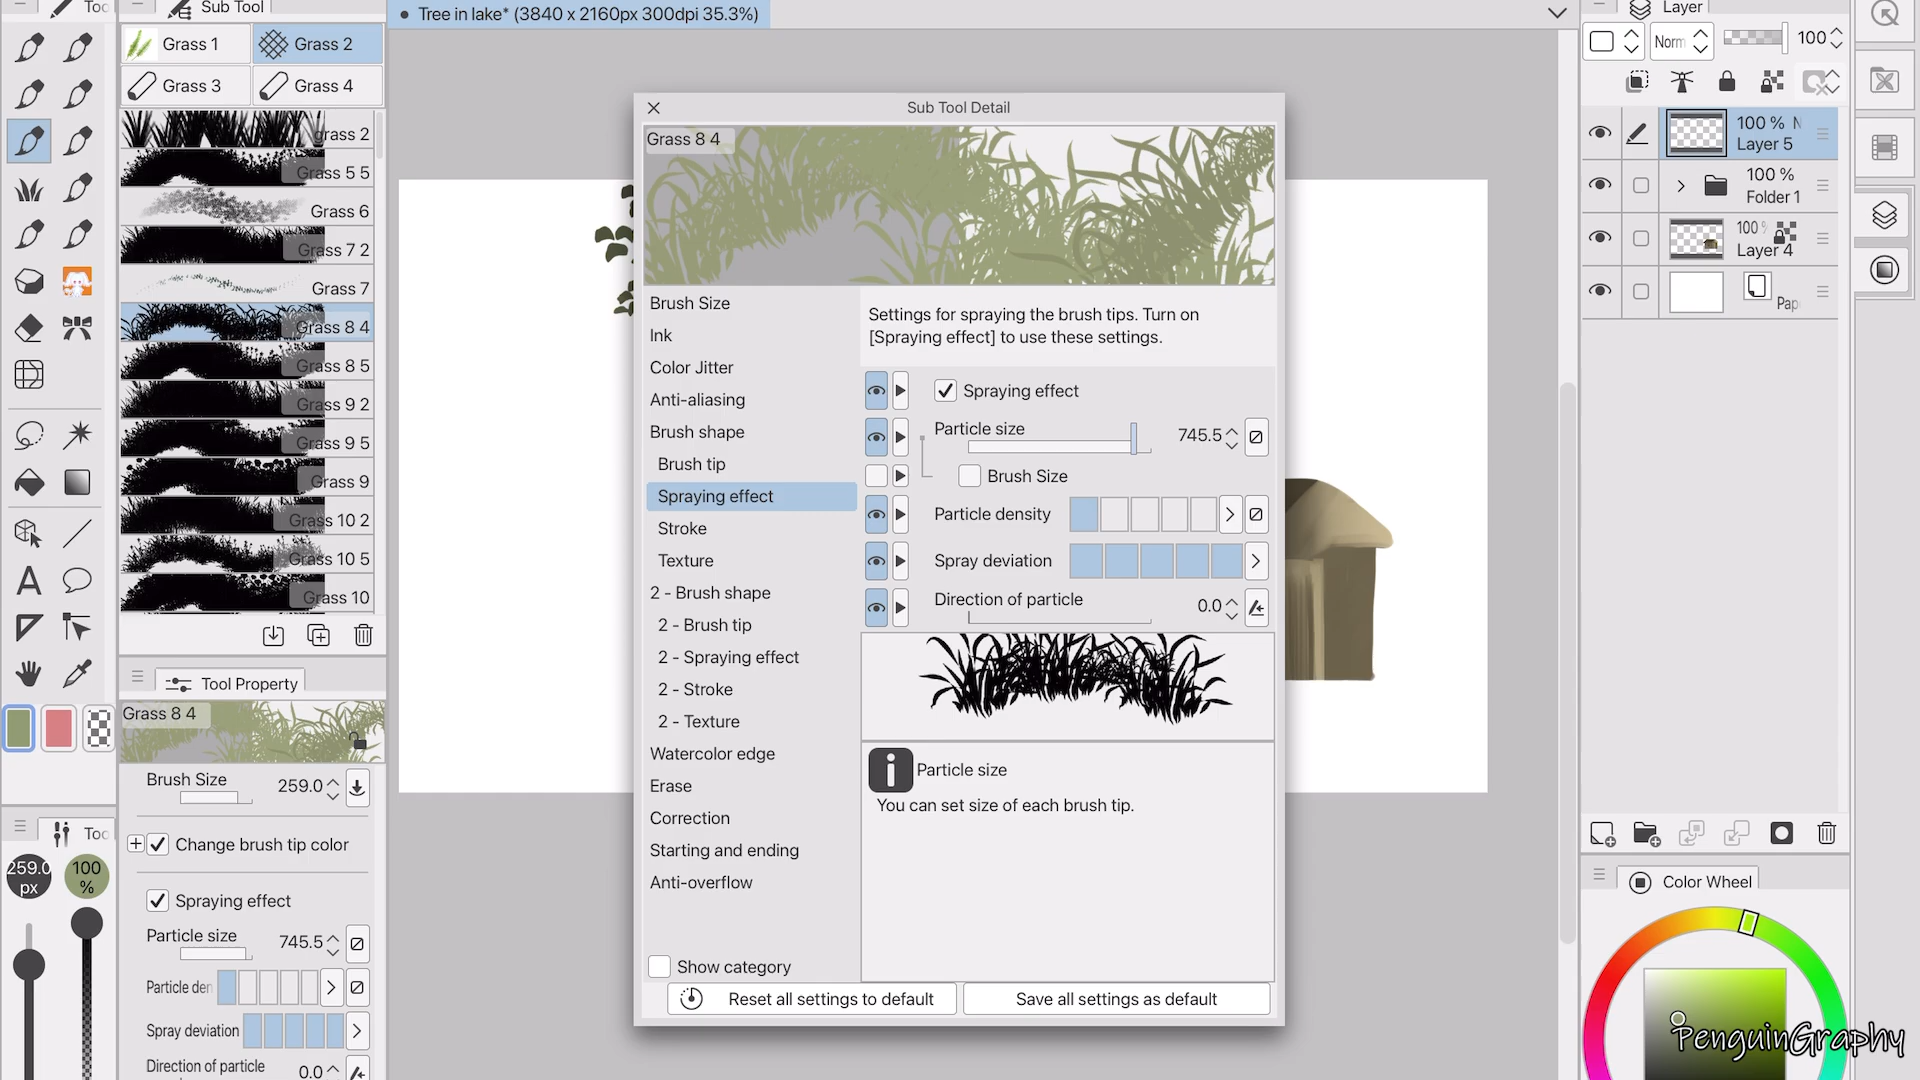 Too
Sub Tool
Tree in lake* (3840 x 2160px 300dpi 35.3%)
Layer
Grass 1
Grass 2
Grass 3
Grass 4
grass 2
Grass 5 5
Grass 6
Grass 7 2
Grass 7
Grass 8 4
Grass 8 5
Grass 9 2
Grass 9 5
Grass 9
Grass 10 2
Grass 10 5
Grass 10
Tool Property
Grass 8 4
Brush Size 259.0
Change brush tip color
Spraying effect
Particle size 745.5
Particle den
Spray deviation
Direction of particle 0.0
Too
259.0 px
100 %
A
Sub Tool Detail
Grass 8 4
Brush Size
Ink
Color Jitter
Anti-aliasing
Brush shape
Brush tip
Spraying effect
Stroke
Texture
2 - Brush shape
2 - Brush tip
2 - Spraying effect
2 - Stroke
2 - Texture
Watercolor edge
Erase
Correction
Starting and ending
Anti-overflow
Show category
Settings for spraying the brush tips. Turn on
[Spraying effect] to use these settings.
Spraying effect
Particle size 745.5
Brush Size
Particle density
Spray deviation
Direction of particle 0.0
Particle size
You can set size of each brush tip.
Reset all settings to default
Save all settings as default
Norm
100
100 % N
Layer 5
100 %
Folder 1
100 %
Layer 4
Pap
Color Wheel
PenguinGraphy